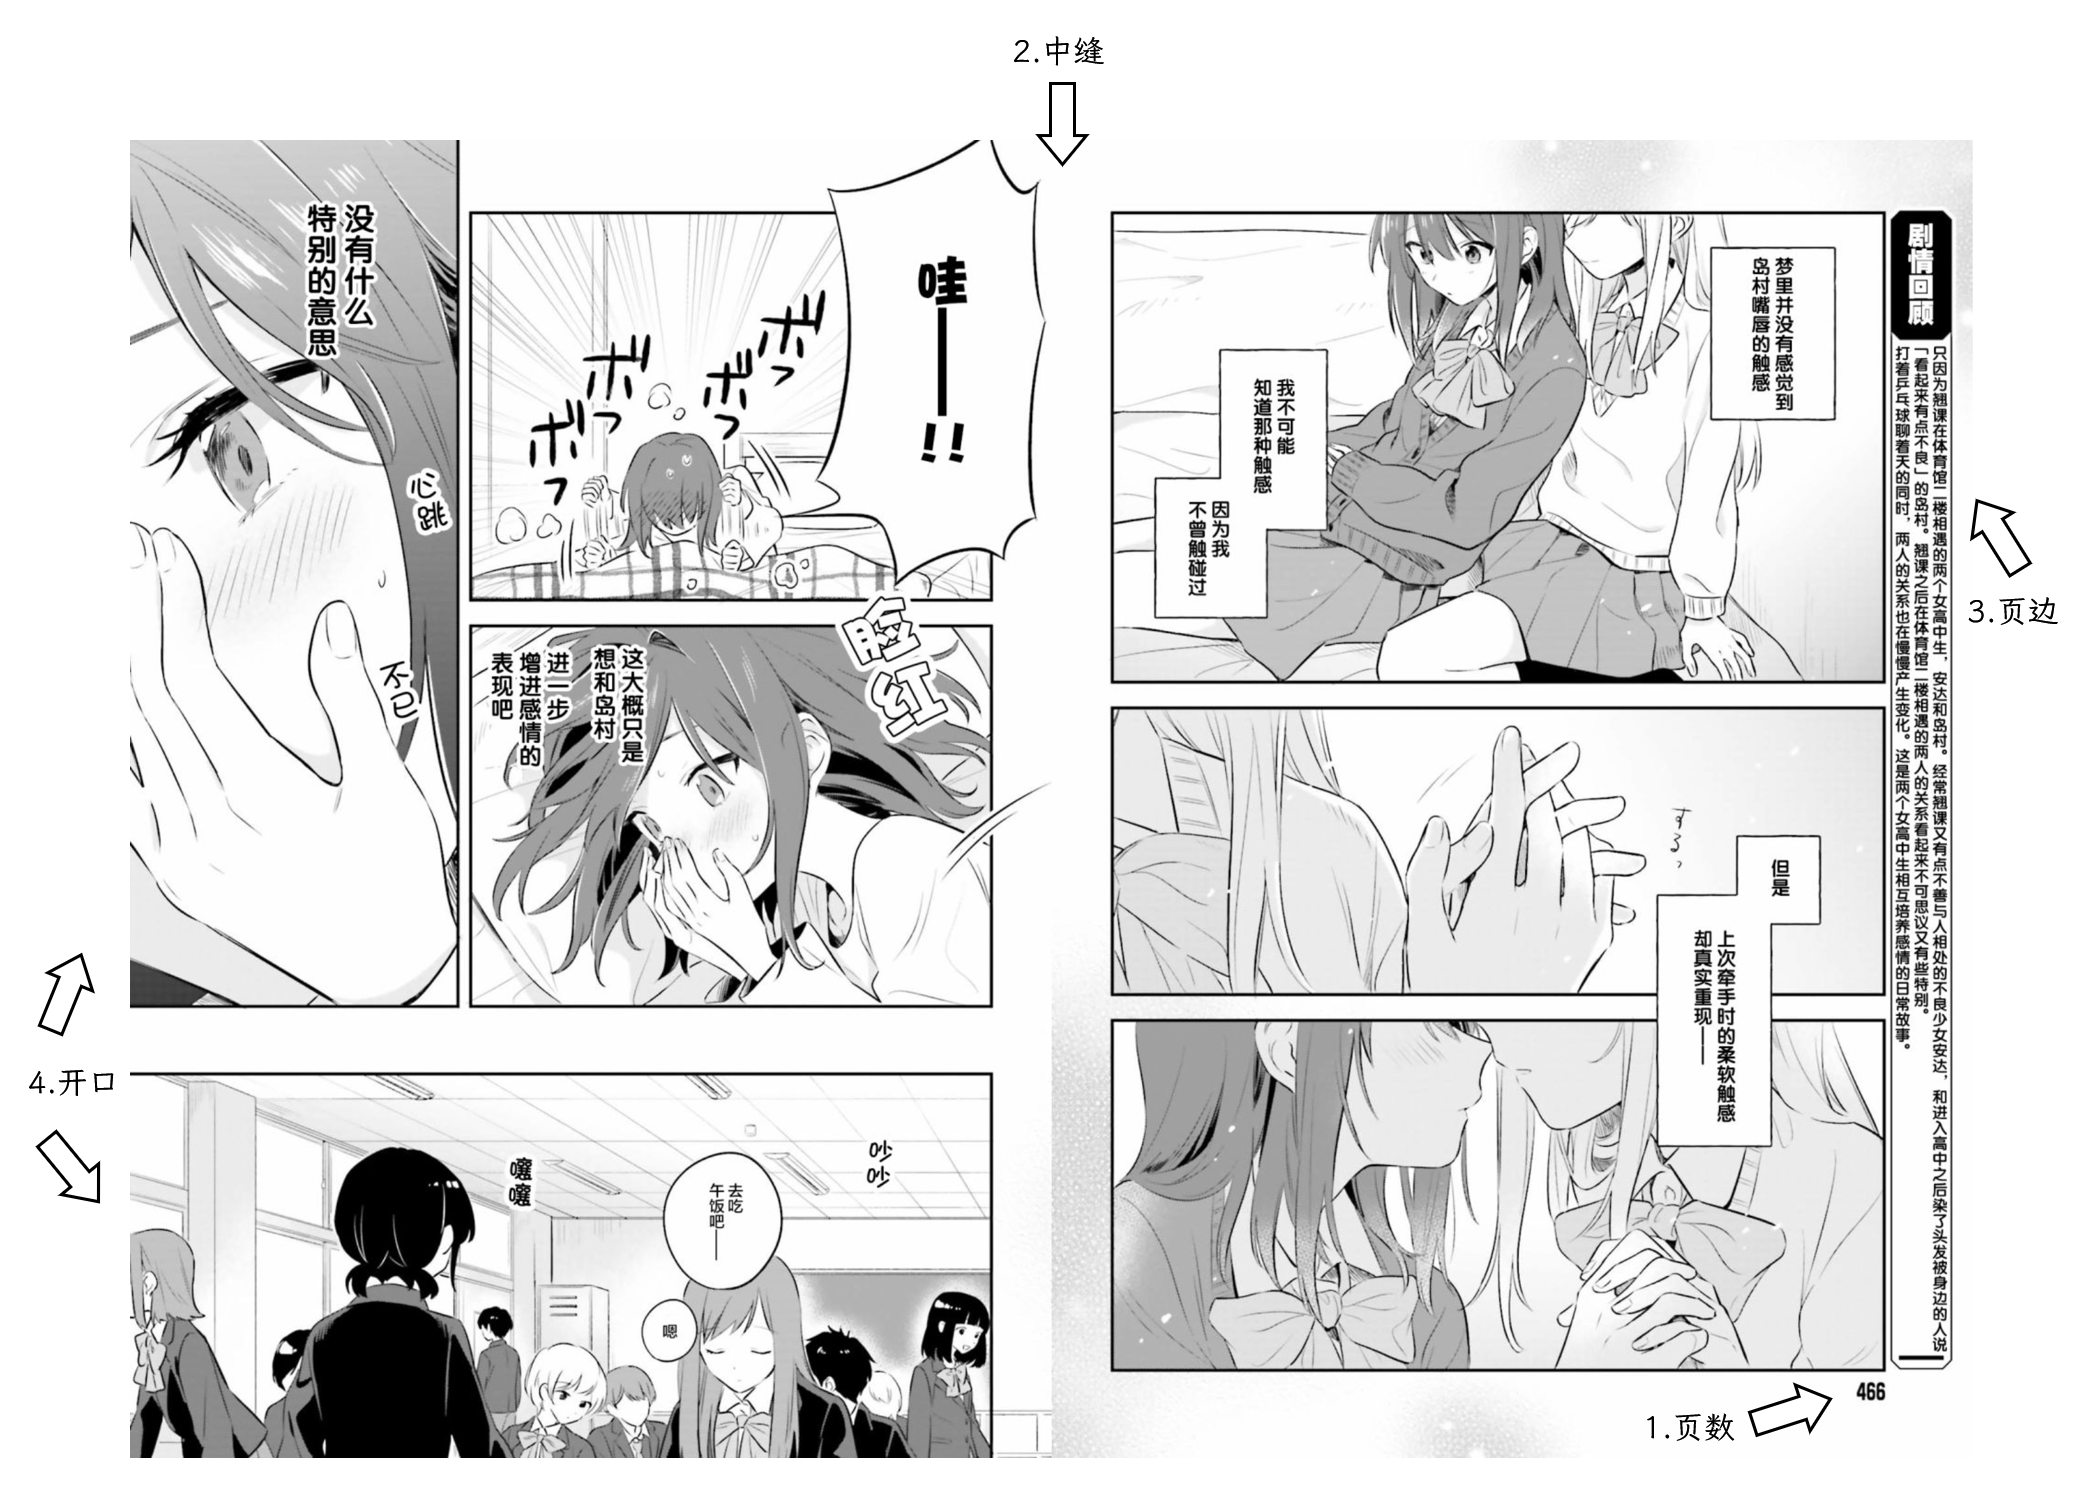 2.中缝
剧情回顾
只因为翘课在体育馆二楼相遇的两个女高中生，安达和岛村。经常翘课又有点不善与人相处的不良少女安达，和进入高中之后染了头发被身边的人说
「看起来有点不良」的岛村。翘课之后在体育馆二楼相遇的两人的关系看起来不可思议又有些特别。
打着乒乓球聊着天的同时，两人的关系也在慢慢产生变化。这是两个女高中生相互培养感情的日常故事。
3.页边
梦里并没有感觉到
岛村嘴唇的触感
我不可能
知道那种触感
因为我
不曾触碰过
するっ
但是
上次牵手时的柔软触感
却真实重现——
466
1.页数
哇——!!
ボフッ
ボフッ
ボフッ
ボフッ
脸红
这大概只是
想和岛村
进一步
增进感情的
表现吧
没有什么
特别的意思
心跳
不已
吵
吵
去吃
午饭吧——
嗯
嚷
嚷
4.开口